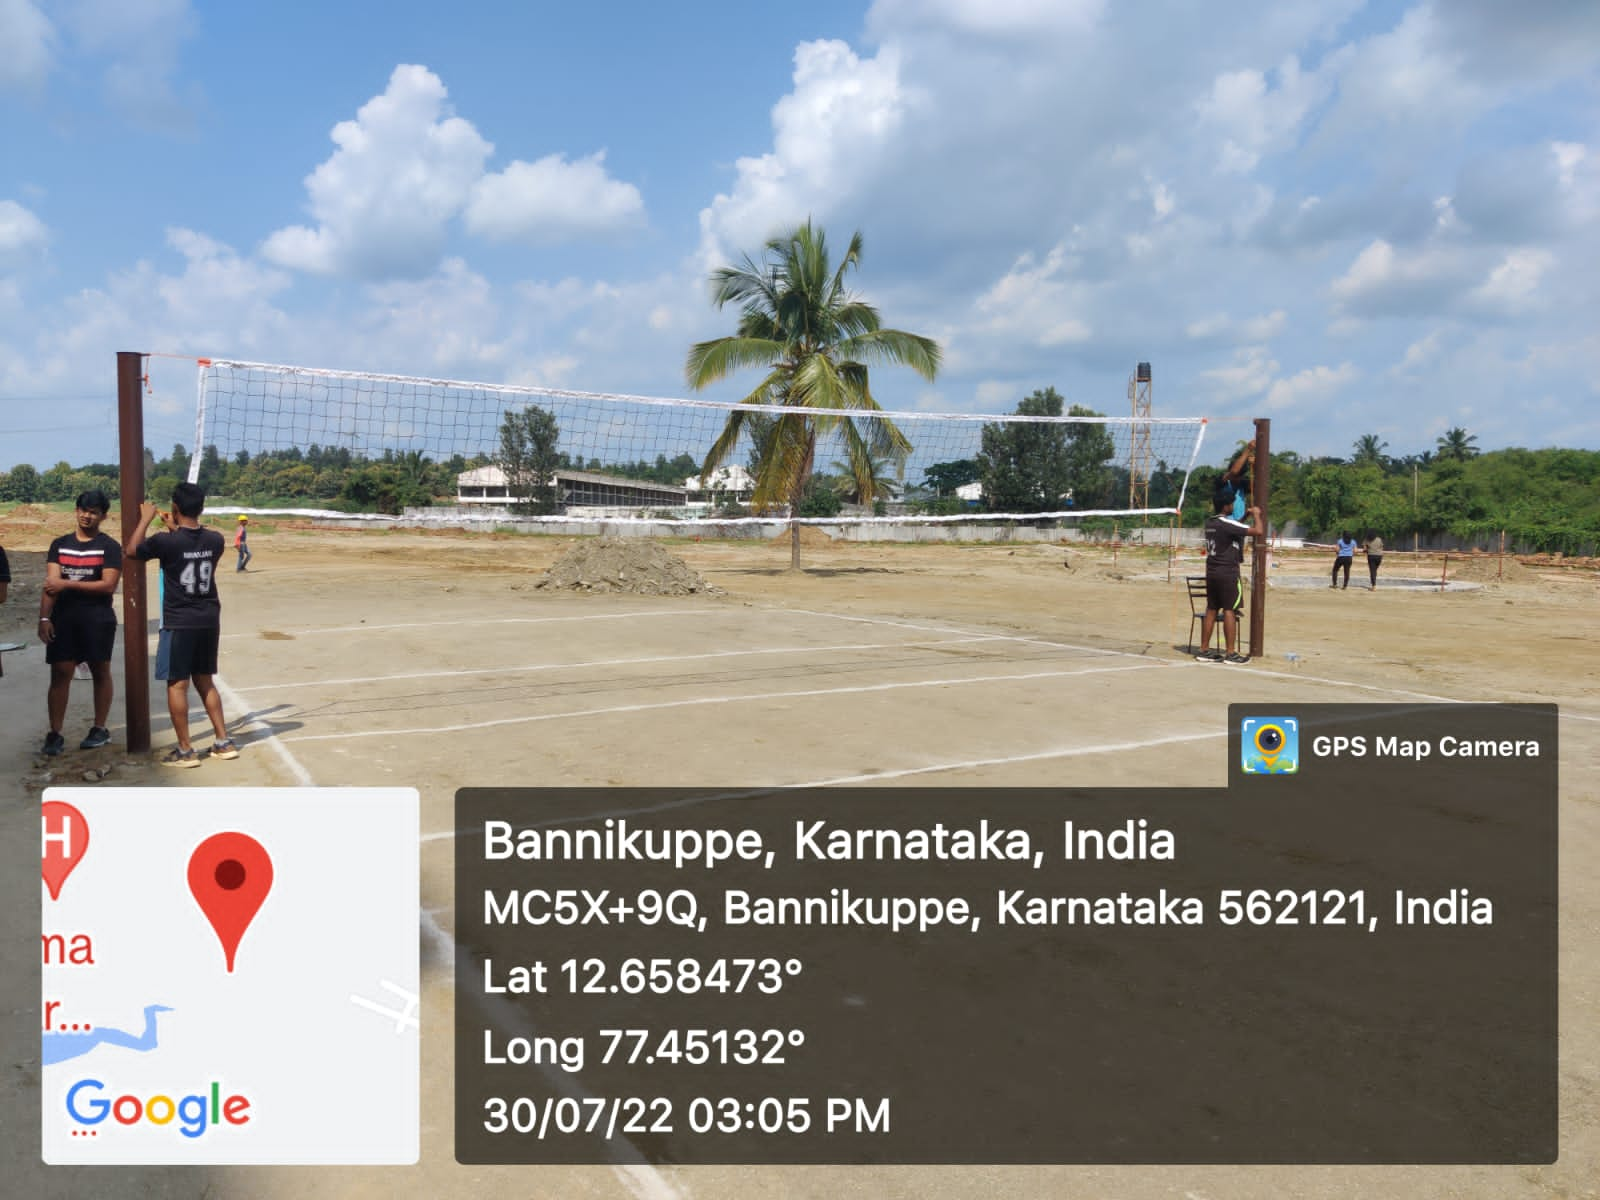 49
GPS Map Camera
H
ma
r...
Google
Bannikuppe, Karnataka, India
MC5X+9Q, Bannikuppe, Karnataka 562121, India
Lat 12.658473°
Long 77.45132°
30/07/22 03:05 PM